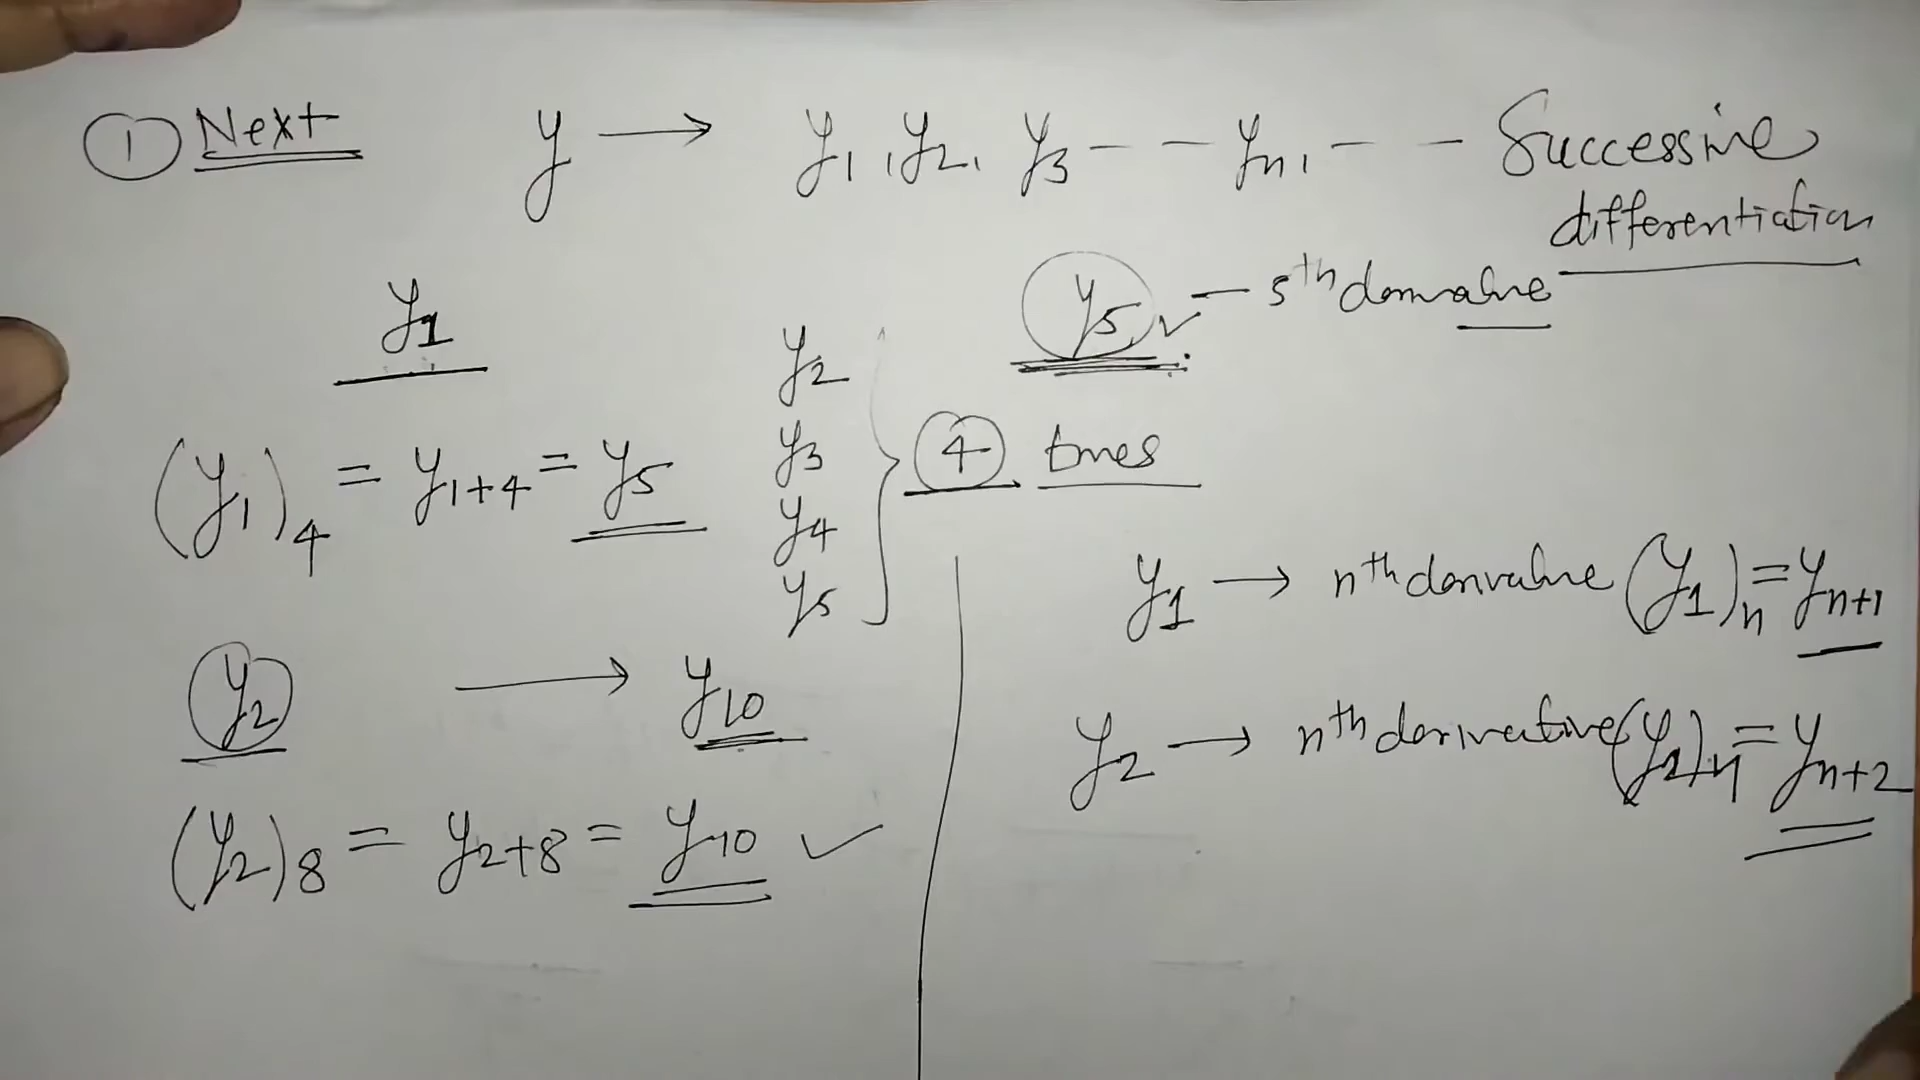 ① Next y → y₁, y₂, y₃ - - yₙ, - - Successive
differentiation
y₁
y₅ ✓ — 5ᵗʰ derivative
y₂
y₃
y₄
y₅
④ times
(y₁)₄ = y₁₊₄ = y₅
y₂ → y₁₀
(y₂)₈ = y₂₊₈ = y₁₀ ✓
y₁ → nᵗʰ derivative (y₁)ₙ = yₙ₊₁
y₂ → nᵗʰ derivative (y₂)ₙ = yₙ₊₂